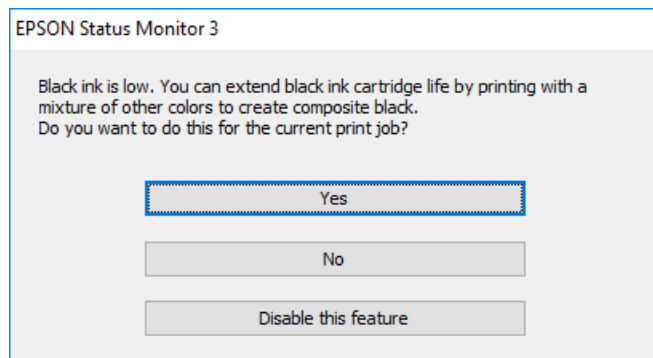 EPSON Status Monitor 3
Black ink is low. You can extend black ink cartridge life by printing with a
mixture of other colors to create composite black.
Do you want to do this for the current print job?
Yes
No
Disable this feature